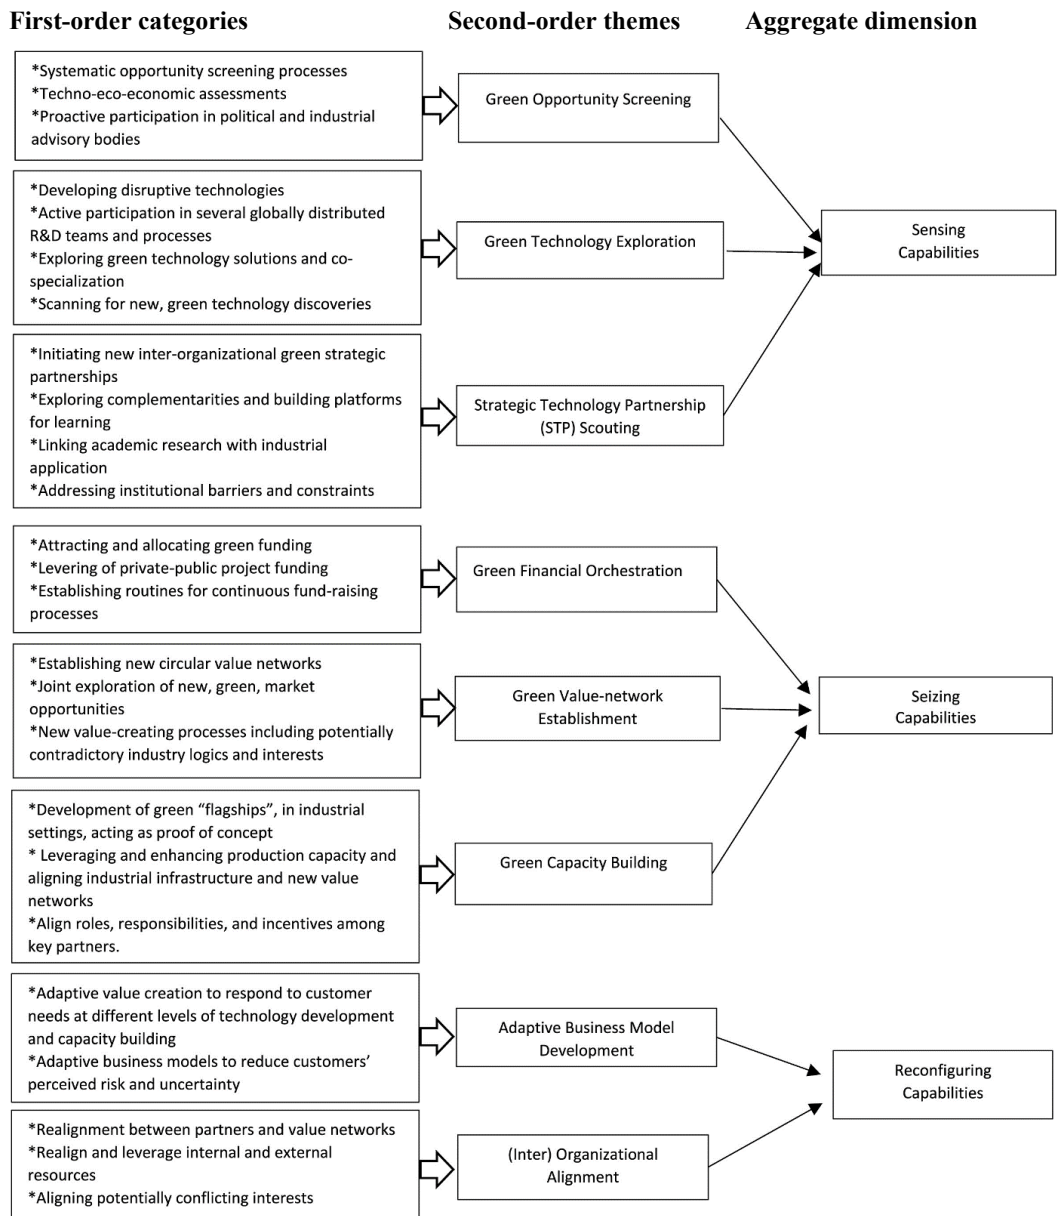 First-order categories
Second-order themes
Aggregate dimension
*Systematic opportunity screening processes
*Techno-eco-economic assessments
*Proactive participation in political and industrial
advisory bodies
Green Opportunity Screening
*Developing disruptive technologies
*Active participation in several globally distributed
R&D teams and processes
*Exploring green technology solutions and co-
specialization
*Scanning for new, green technology discoveries
Green Technology Exploration
Sensing
Capabilities
*Initiating new inter-organizational green strategic
partnerships
*Exploring complementarities and building platforms
for learning
*Linking academic research with industrial
application
*Addressing institutional barriers and constraints
Strategic Technology Partnership
(STP) Scouting
*Attracting and allocating green funding
*Levering of private-public project funding
*Establishing routines for continuous fund-raising
processes
Green Financial Orchestration
*Establishing new circular value networks
*Joint exploration of new, green, market
opportunities
*New value-creating processes including potentially
contradictory industry logics and interests
Green Value-network
Establishment
Seizing
Capabilities
*Development of green “flagships”, in industrial
settings, acting as proof of concept
* Leveraging and enhancing production capacity and
aligning industrial infrastructure and new value
networks
*Align roles, responsibilities, and incentives among
key partners.
Green Capacity Building
*Adaptive value creation to respond to customer
needs at different levels of technology development
and capacity building
*Adaptive business models to reduce customers’
perceived risk and uncertainty
Adaptive Business Model
Development
Reconfiguring
Capabilities
*Realignment between partners and value networks
*Realign and leverage internal and external
resources
*Aligning potentially conflicting interests
(Inter) Organizational
Alignment